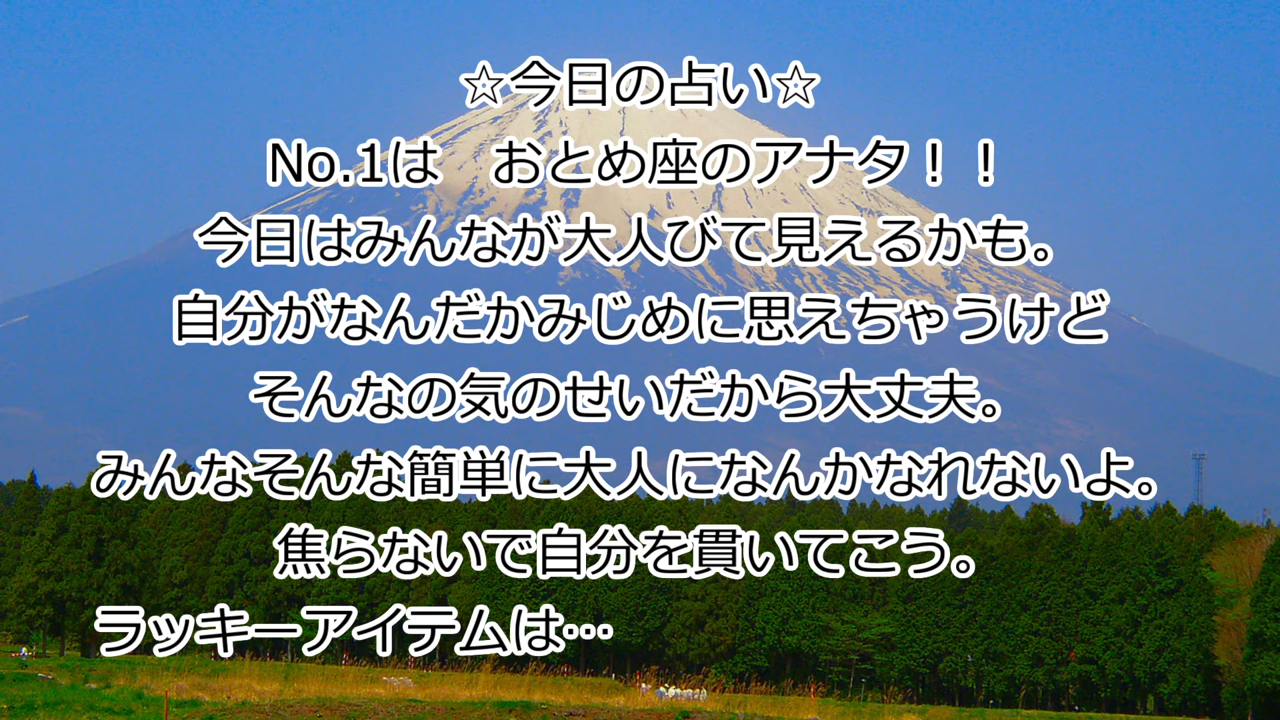 ☆今日の占い☆
No.1は　おとめ座のアナタ！！
今日はみんなが大人びて見えるかも。
自分がなんだかみじめに思えちゃうけど
そんなの気のせいだから大丈夫。
みんなそんな簡単に大人になんかなれないよ。
焦らないで自分を貫いてこう。
ラッキーアイテムは…